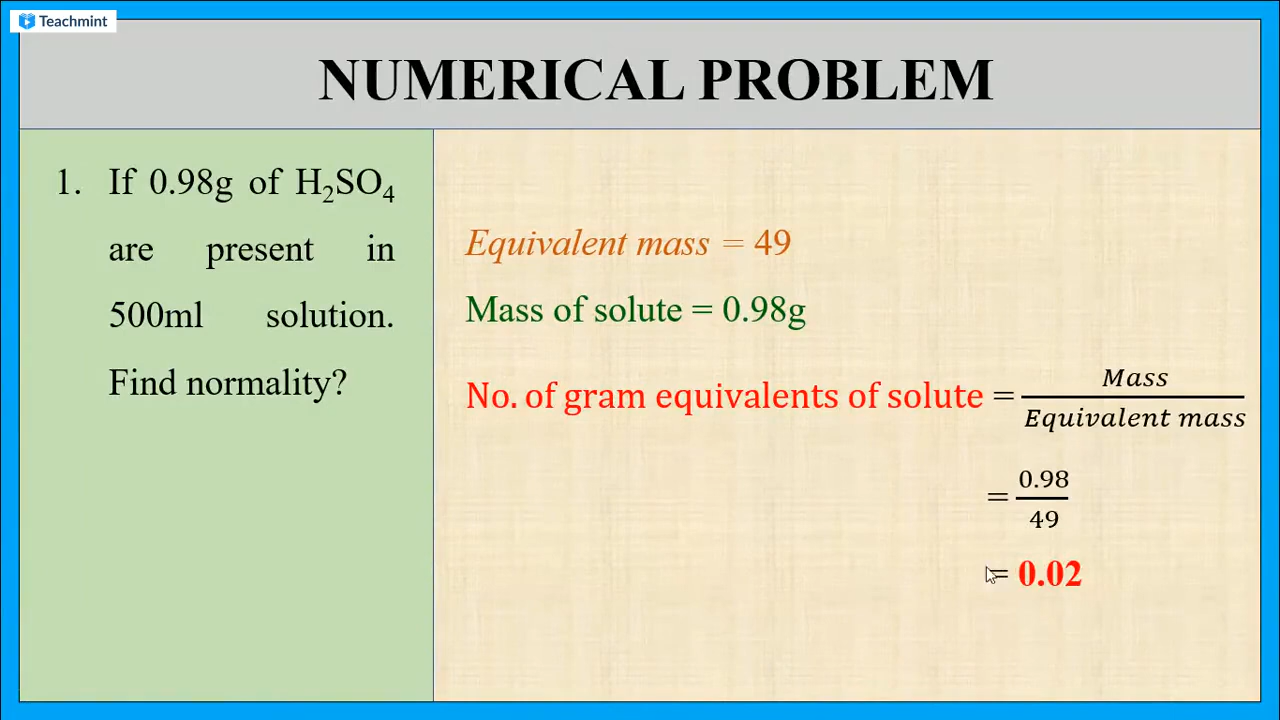 Teachmint
NUMERICAL PROBLEM
1. If 0.98g of H₂SO₄
are present in
500ml solution.
Find normality?
Equivalent mass = 49
Mass of solute = 0.98g
No. of gram equivalents of solute = Mass / Equivalent mass
= 0.98 / 49
= 0.02